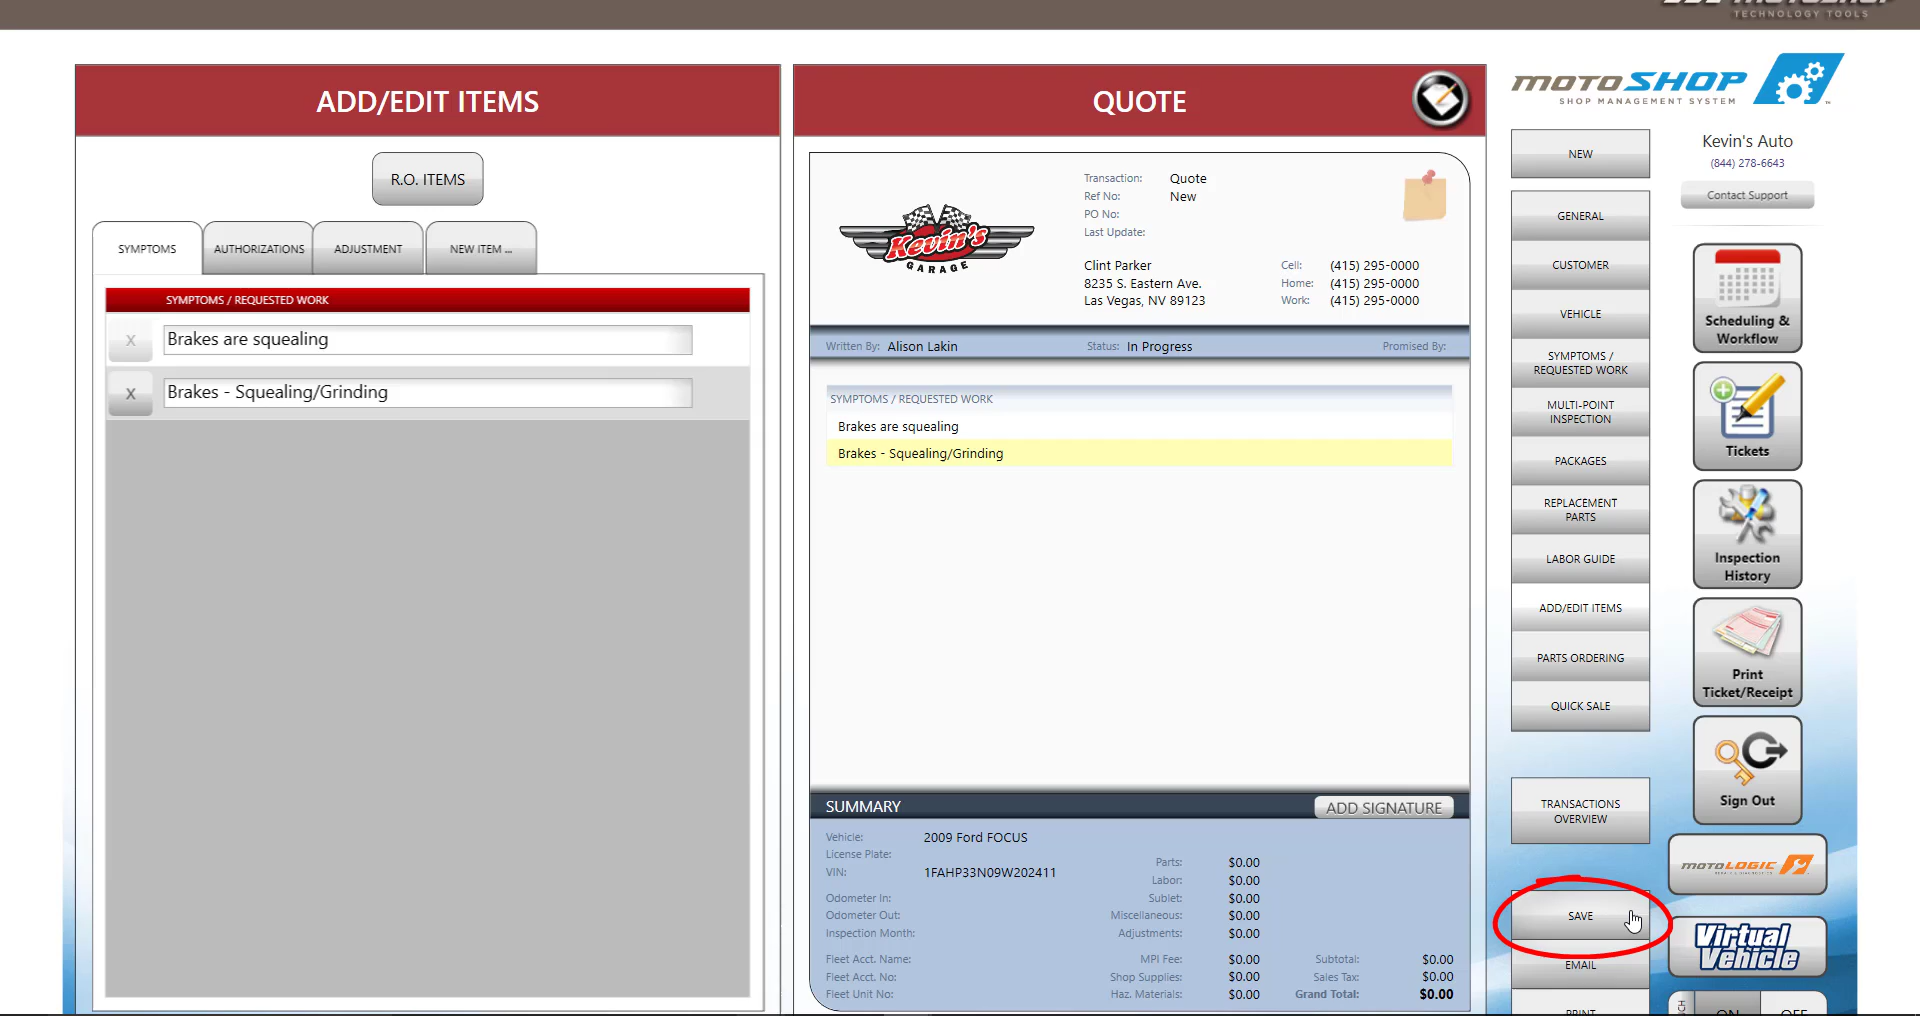 TECHNOLOGY TOOLS
ADD/EDIT ITEMS
R.O. ITEMS
SYMPTOMS
AUTHORIZATIONS
ADJUSTMENT
NEW ITEM ...
SYMPTOMS / REQUESTED WORK
X Brakes are squealing
X Brakes - Squealing/Grinding
QUOTE
Kevin's
GARAGE
Transaction: Quote
Ref No: New
PO No:
Last Update:
Clint Parker
8235 S. Eastern Ave.
Las Vegas, NV 89123
Cell: (415) 295-0000
Home: (415) 295-0000
Work: (415) 295-0000
Written By: Alison Lakin Status: In Progress Promised By:
SYMPTOMS / REQUESTED WORK
Brakes are squealing
Brakes - Squealing/Grinding
SUMMARY
ADD SIGNATURE
Vehicle: 2009 Ford FOCUS
License Plate:
VIN: 1FAHP33N09W202411
Odometer In:
Odometer Out:
Inspection Month:
Fleet Acct. Name:
Fleet Acct. No:
Fleet Unit No:
Parts: $0.00
Labor: $0.00
Sublet: $0.00
Miscellaneous: $0.00
Adjustments: $0.00
MPI Fee: $0.00
Shop Supplies: $0.00
Haz. Materials: $0.00
Subtotal: $0.00
Sales Tax: $0.00
Grand Total: $0.00
MOTOSHOP
SHOP MANAGEMENT SYSTEM
NEW
GENERAL
CUSTOMER
VEHICLE
SYMPTOMS /
REQUESTED WORK
MULTI-POINT
INSPECTION
PACKAGES
REPLACEMENT
PARTS
LABOR GUIDE
ADD/EDIT ITEMS
PARTS ORDERING
QUICK SALE
TRANSACTIONS
OVERVIEW
SAVE
EMAIL
PRINT
Kevin's Auto
(844) 278-6643
Contact Support
Scheduling &
Workflow
Tickets
Inspection
History
Print
Ticket/Receipt
Sign Out
MOTOLOGIC
Virtual
Vehicle
ON OFF